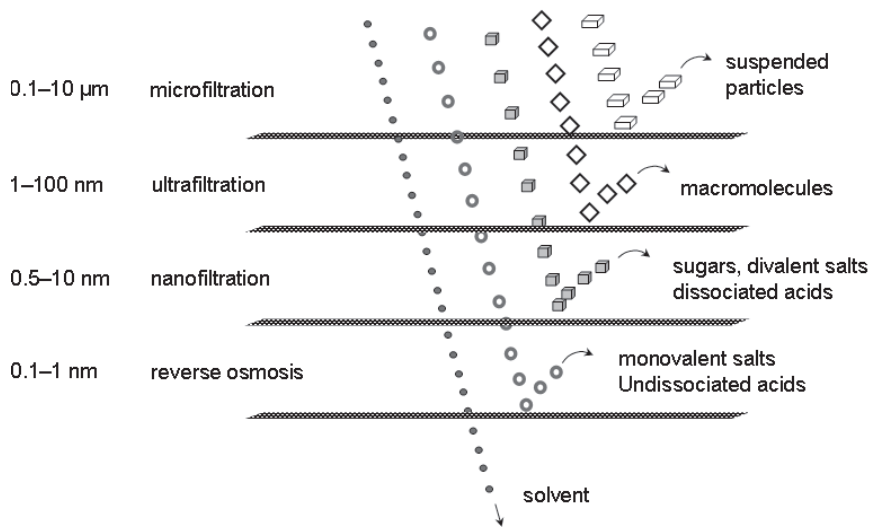 0.1–10 μm microfiltration
suspended
particles
1–100 nm ultrafiltration
macromolecules
0.5–10 nm nanofiltration
sugars, divalent salts
dissociated acids
0.1–1 nm reverse osmosis
monovalent salts
Undissociated acids
solvent